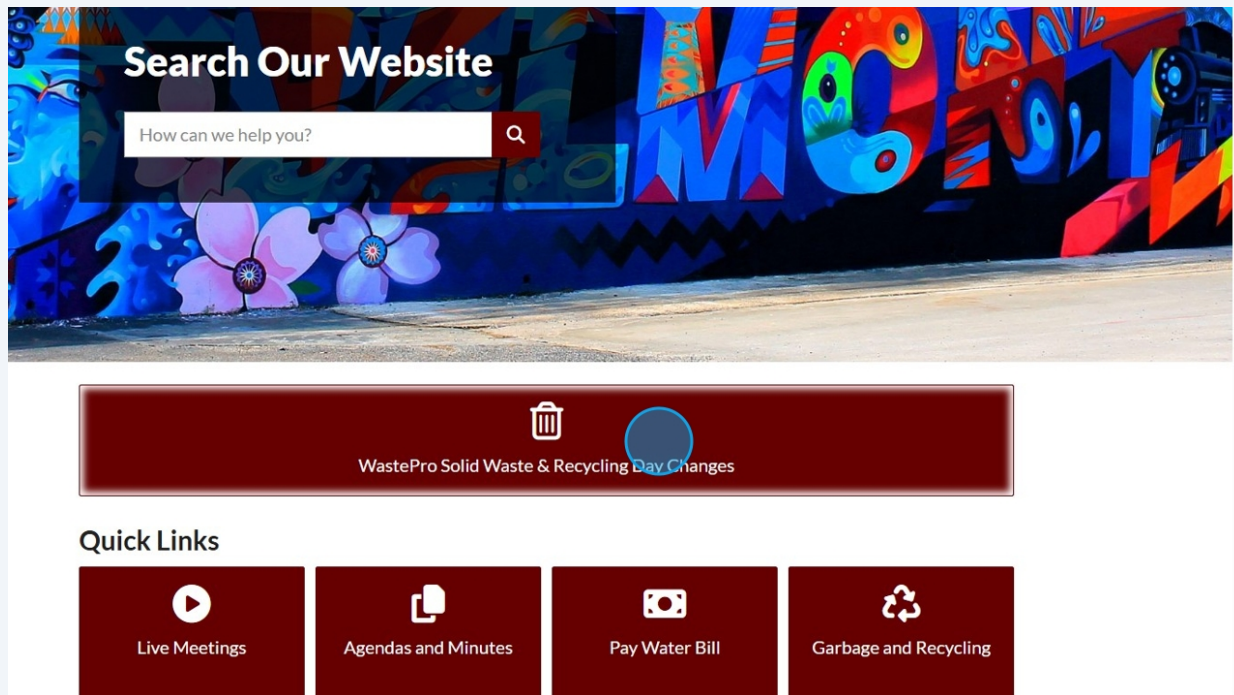 Search Our Website
How can we help you?
WastePro Solid Waste & Recycling Day Changes
Quick Links
Live Meetings
Agendas and Minutes
Pay Water Bill
Garbage and Recycling